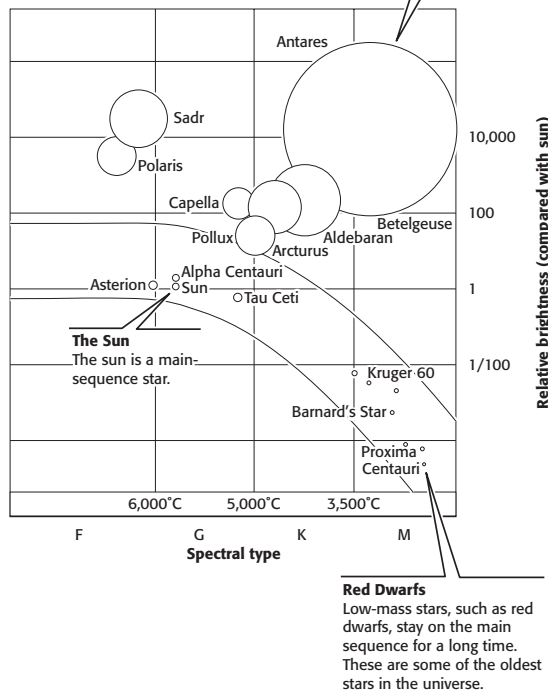 Antares
Sadr
10,000
Polaris
Capella
100
Betelgeuse
Pollux
Aldebaran
Arcturus
Alpha Centauri
Asterion
Sun
1
Tau Ceti
The Sun
The sun is a main-
sequence star.
1/100
Kruger 60
Barnard's Star
Proxima
Centauri
Relative brightness (compared with sun)
6,000°C 5,000°C 3,500°C
F G K M
Spectral type
Red Dwarfs
Low-mass stars, such as red
dwarfs, stay on the main
sequence for a long time.
These are some of the oldest
stars in the universe.